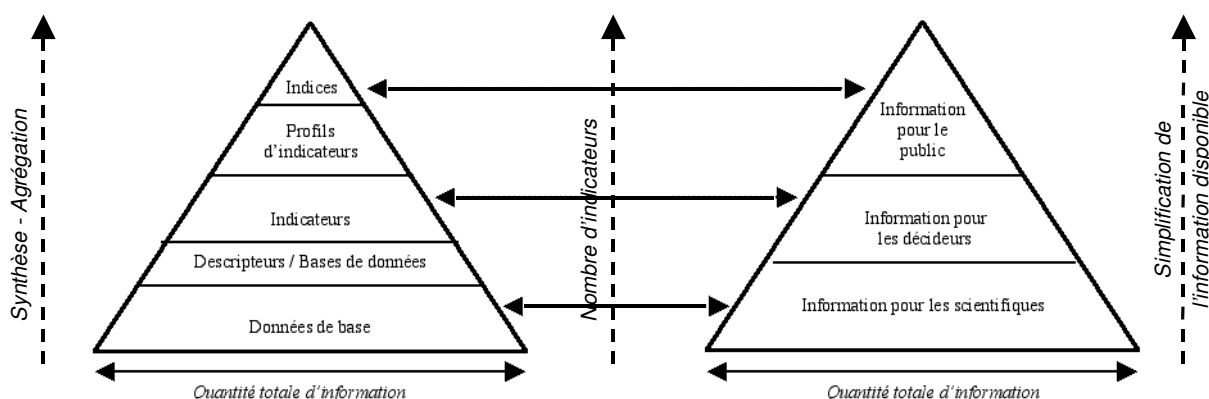 Synthèse - Agrégation
Indices
Profils
d'indicateurs
Indicateurs
Descripteurs / Bases de données
Données de base
Quantité totale d'information
Nombre d'indicateurs
Information
pour le
public
Information pour
les décideurs
Information pour les scientifiques
Quantité totale d'information
Simplification de
l'information disponible